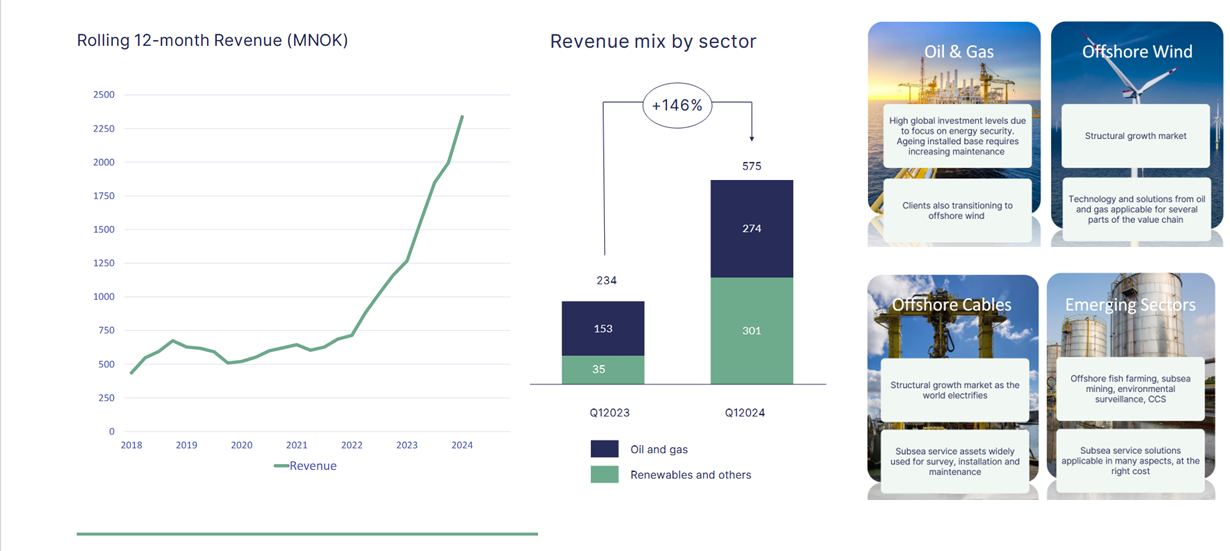 Rolling 12-month Revenue (MNOK)
2500
2250
2000
1750
1500
1250
1000
750
500
250
0
2018 2019 2020 2021 2022 2023 2024
Revenue
Revenue mix by sector
+146%
575
274
234
153
301
35
Q12023 Q12024
Oil and gas
Renewables and others
Oil & Gas
High global investment levels due
to focus on energy security.
Ageing installed base requires
increasing maintenance
Clients also transitioning to
offshore wind
Offshore Wind
Structural growth market
Technology and solutions from oil
and gas applicable for several
parts of the value chain
Offshore Cables
Structural growth market as the
world electrifies
Subsea service assets widely
used for survey, installation and
maintenance
Emerging Sectors
Offshore fish farming, subsea
mining, environmental
surveillance, CCS
Subsea service solutions
applicable in many aspects, at the
right cost